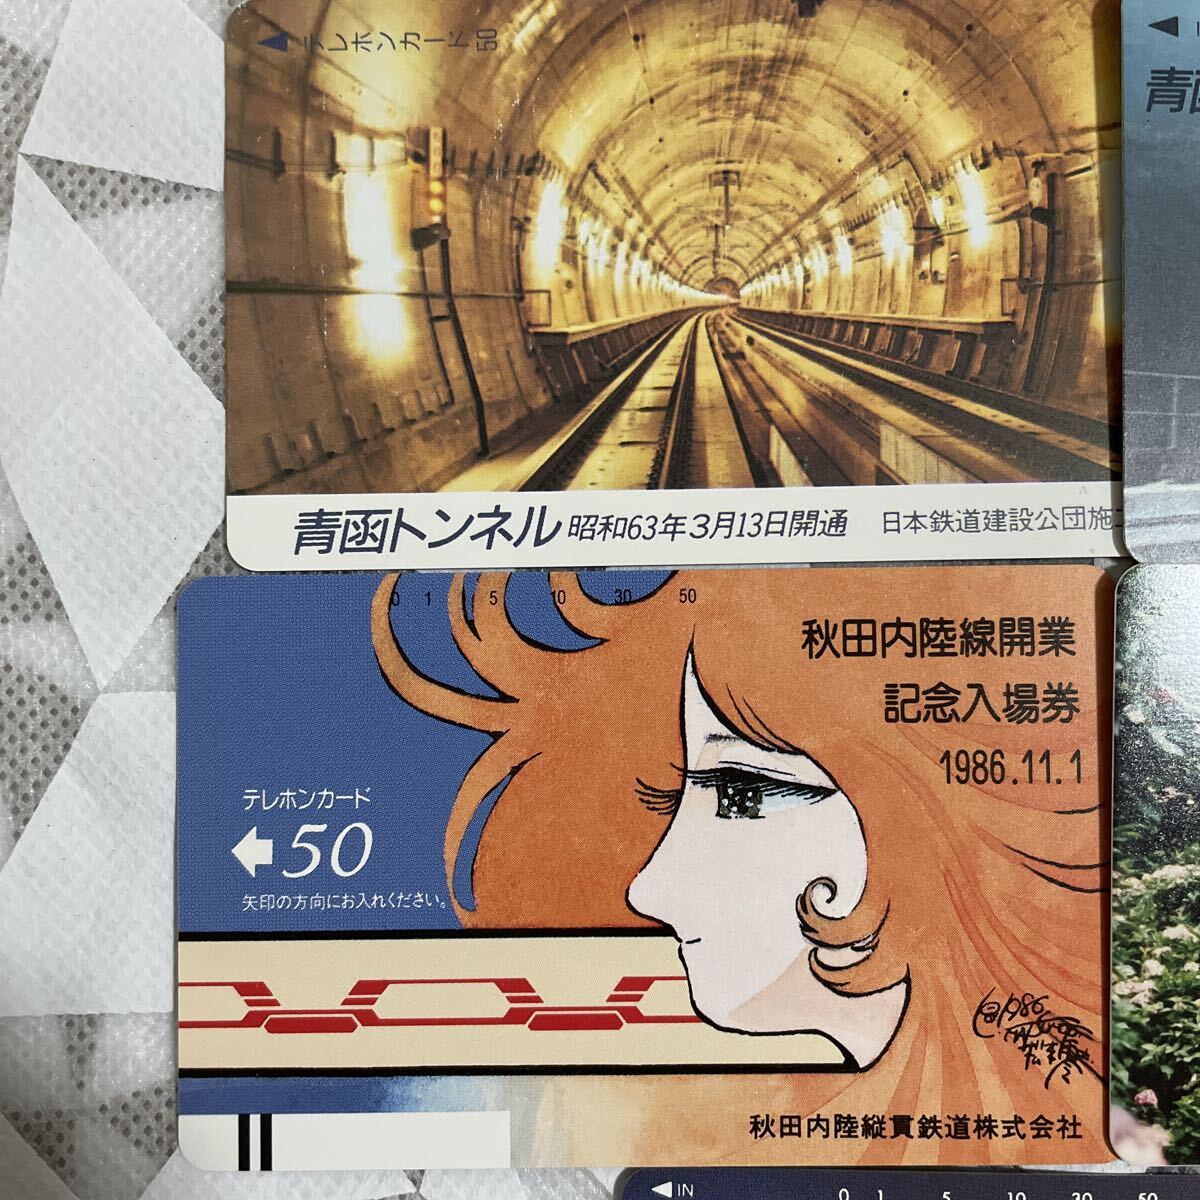 テレホンカード 50
青函トンネル 昭和63年3月13日開通 日本鉄道建設公団施工
青函
0 1 5 10 30 50
秋田内陸線開業
記念入場券
1986.11.1
テレホンカード
50
矢印の方向にお入れください。
1986
秋田内陸縦貫鉄道株式会社
IN 0 1 5 10 30 50